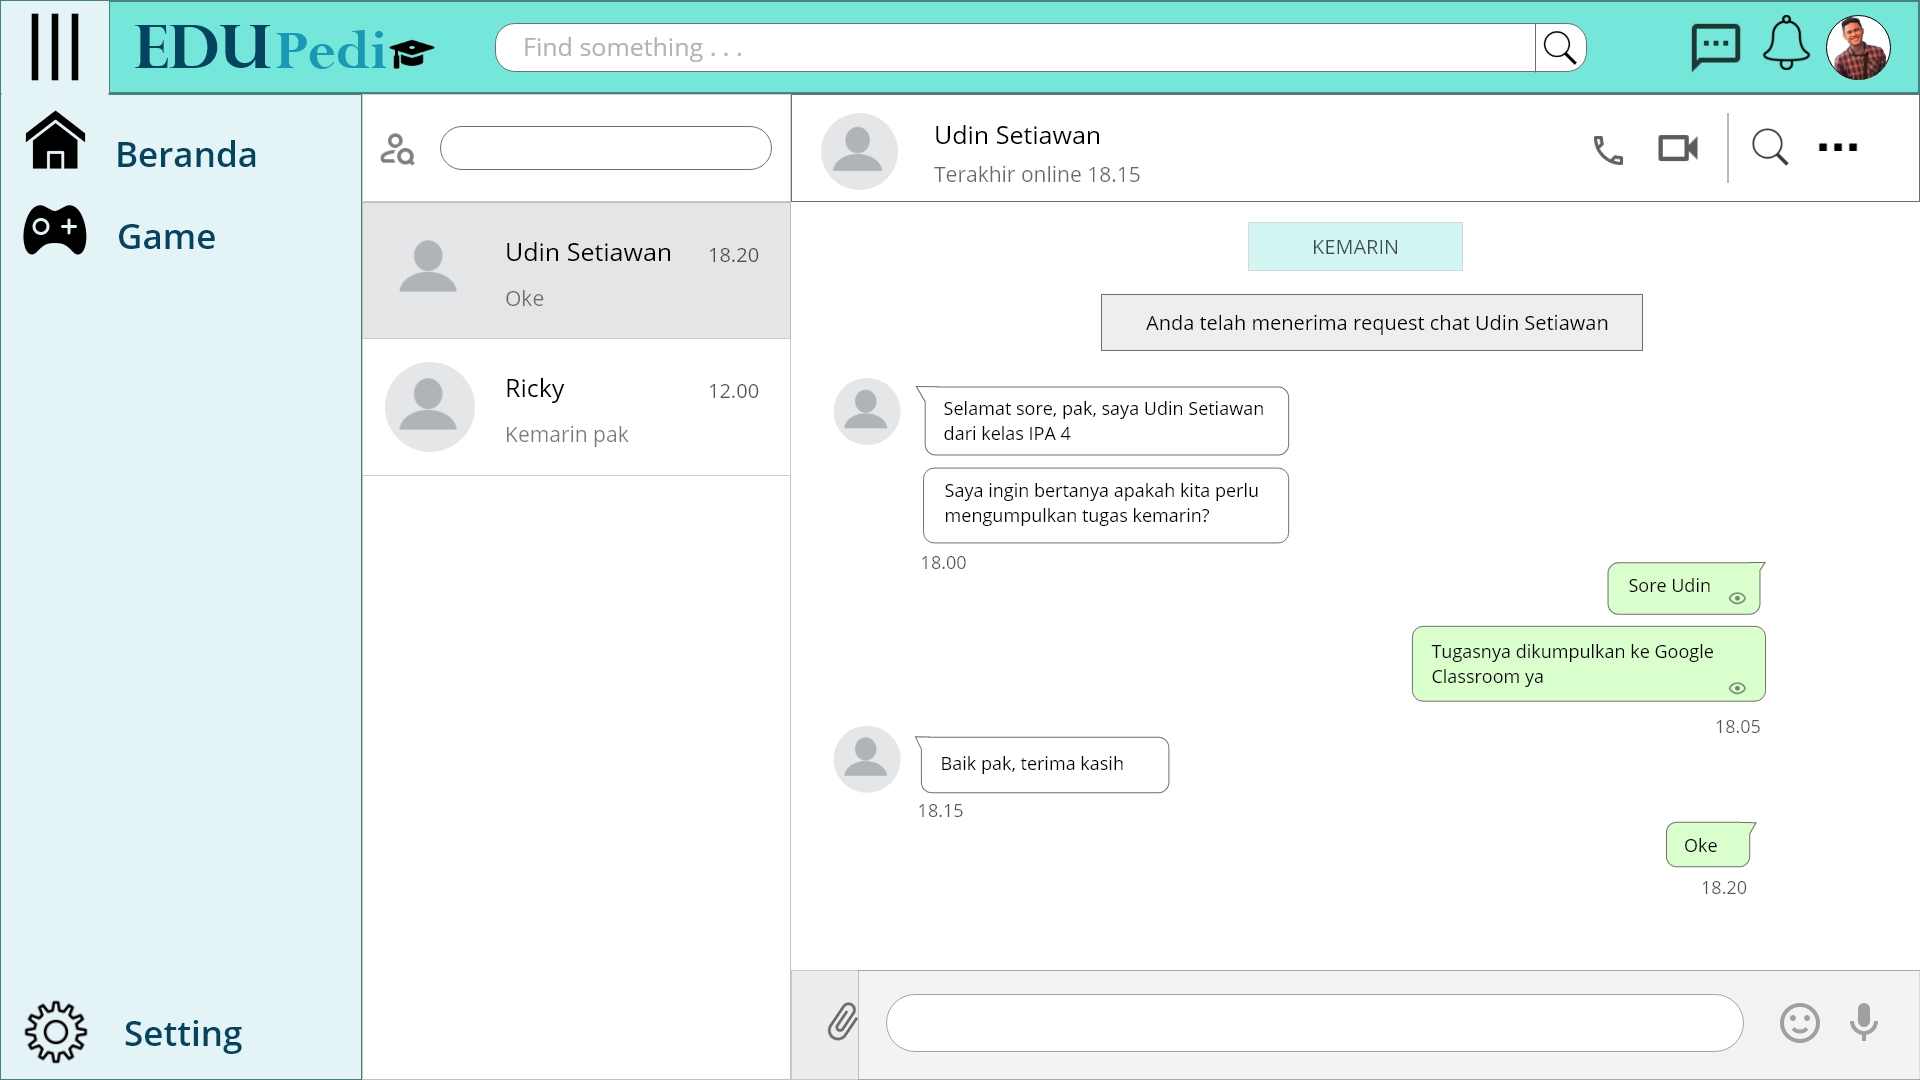 EDUPedia
Find something . . .
Beranda
Game
Setting
Udin Setiawan
18.20
Oke
Ricky
12.00
Kemarin pak
Udin Setiawan
Terakhir online 18.15
KEMARIN
Anda telah menerima request chat Udin Setiawan
Selamat sore, pak, saya Udin Setiawan
dari kelas IPA 4
Saya ingin bertanya apakah kita perlu
mengumpulkan tugas kemarin?
18.00
Sore Udin
Tugasnya dikumpulkan ke Google
Classroom ya
18.05
Baik pak, terima kasih
18.15
Oke
18.20